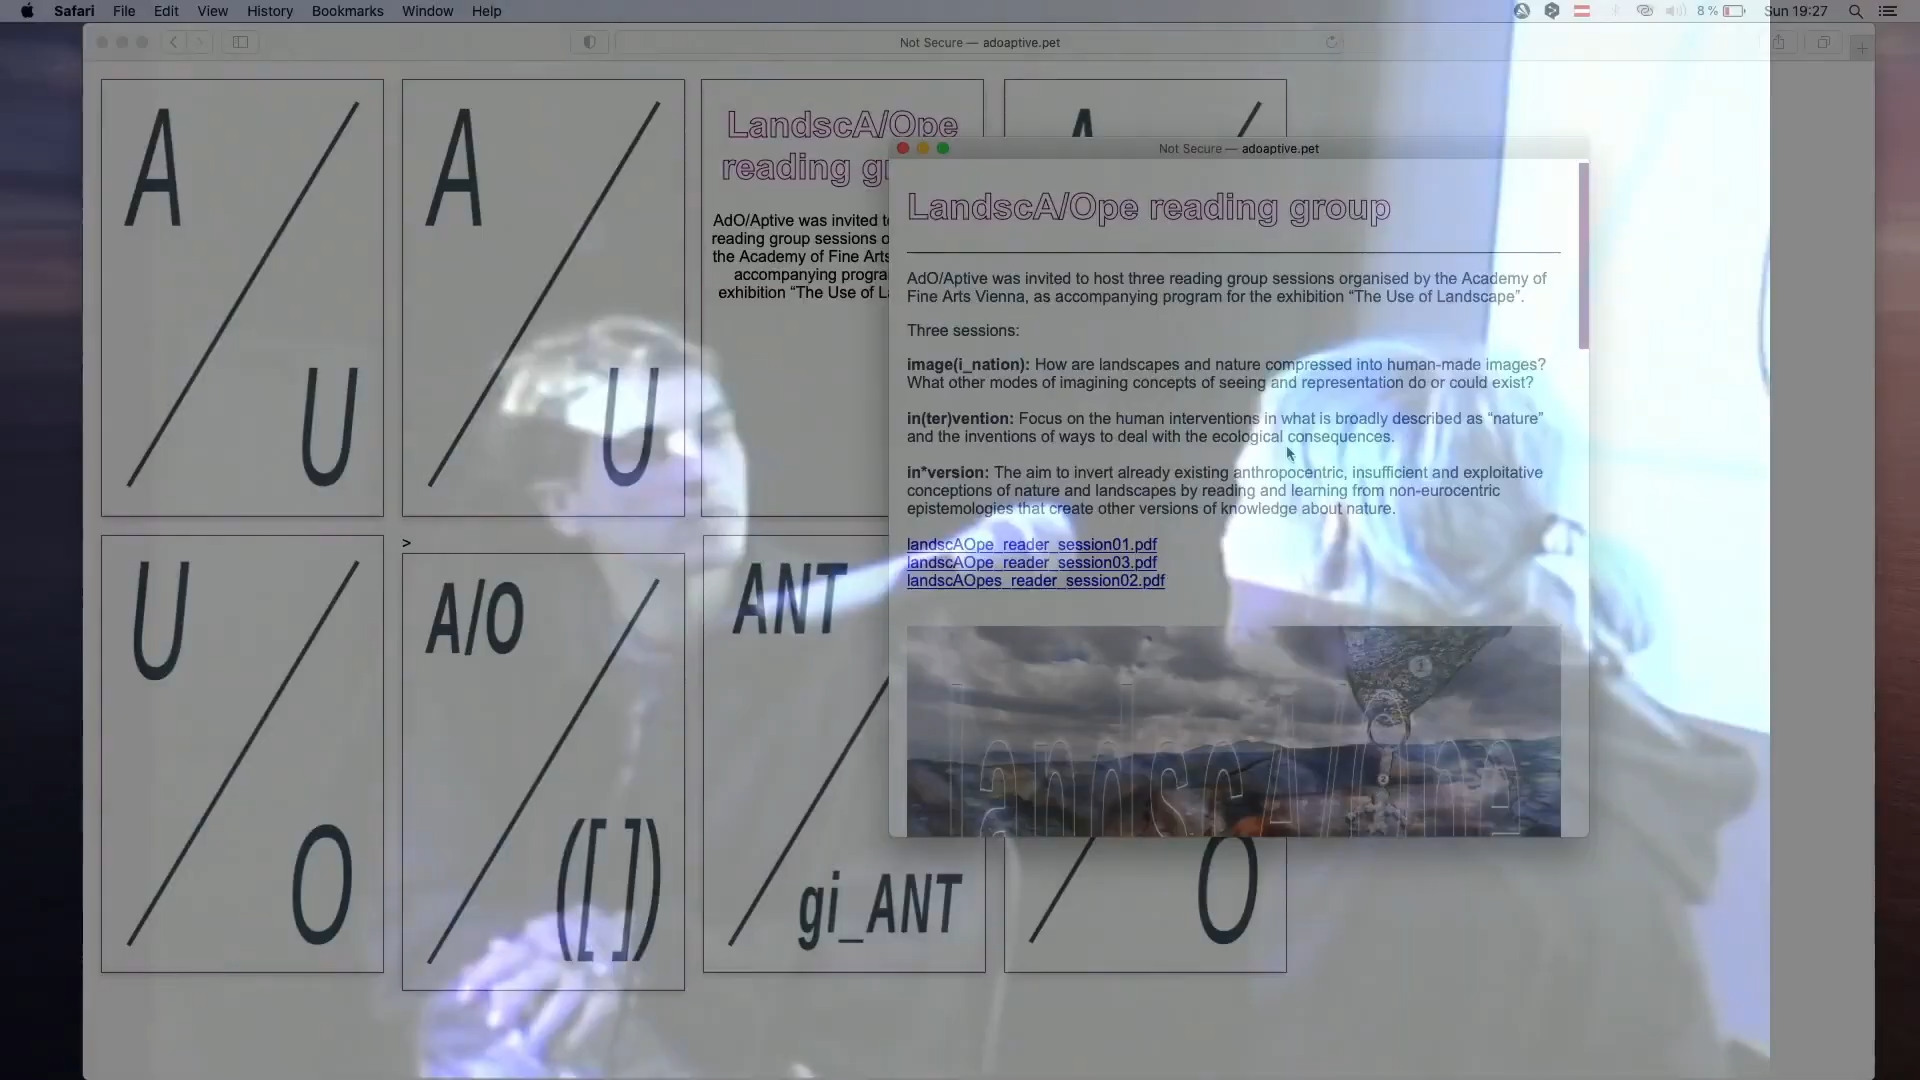 Safari File Edit View History Bookmarks Window Help
8 % Sun 19:27
Not Secure — adoaptive.pet
A
U
A
U
LandscA/Ope
reading gr
AdO/Aptive was invited t
reading group sessions o
the Academy of Fine Arts
accompanying progra
exhibition “The Use of La
A
Not Secure — adoaptive.pet
LandscA/Ope reading group
AdO/Aptive was invited to host three reading group sessions organised by the Academy of
Fine Arts Vienna, as accompanying program for the exhibition “The Use of Landscape”.
Three sessions:
image(i_nation): How are landscapes and nature compressed into human-made images?
What other modes of imagining concepts of seeing and representation do or could exist?
in(ter)vention: Focus on the human interventions in what is broadly described as “nature”
and the inventions of ways to deal with the ecological consequences.
in*version: The aim to invert already existing anthropocentric, insufficient and exploitative
conceptions of nature and landscapes by reading and learning from non-eurocentric
epistemologies that create other versions of knowledge about nature.
landscAOpe_reader_session01.pdf
landscAOpe_reader_session03.pdf
landscAOpes_reader_session02.pdf
1
2
U
O
>
A/O
([ ])
ANT
gi_ANT
O